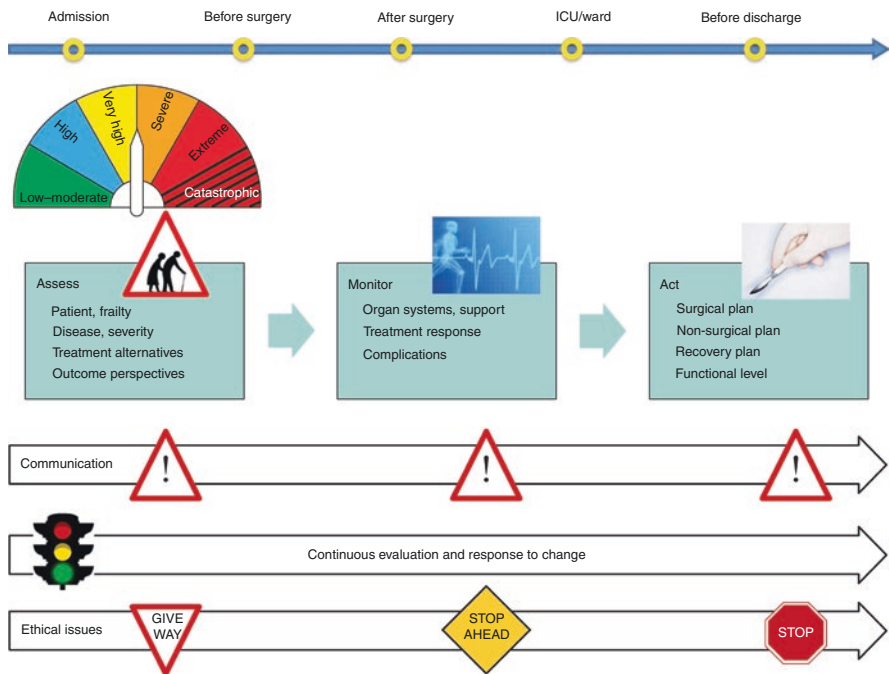 Admission
Before surgery
After surgery
ICU/ward
Before discharge
Low–moderate
High
Very high
Severe
Extreme
Catastrophic
Assess
Patient, frailty
Disease, severity
Treatment alternatives
Outcome perspectives
Monitor
Organ systems, support
Treatment response
Complications
Act
Surgical plan
Non-surgical plan
Recovery plan
Functional level
Communication
!
!
!
Continuous evaluation and response to change
Ethical issues
GIVE
WAY
STOP
AHEAD
STOP